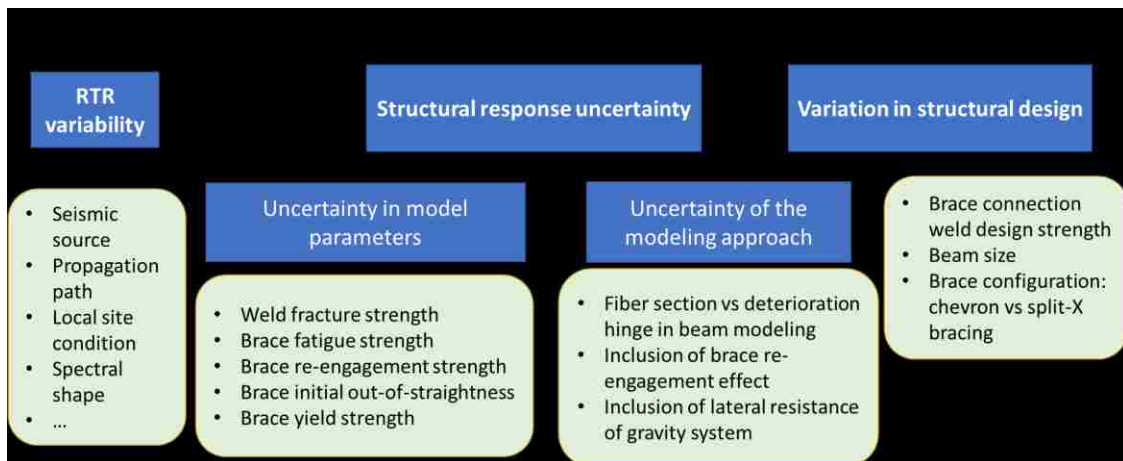 RTR
variability
Structural response uncertainty
Variation in structural design
• Seismic
source
• Propagation
path
• Local site
condition
• Spectral
shape
• ...
Uncertainty in model
parameters
• Weld fracture strength
• Brace fatigue strength
• Brace re-engagement strength
• Brace initial out-of-straightness
• Brace yield strength
Uncertainty of the
modeling approach
• Fiber section vs deterioration
hinge in beam modeling
• Inclusion of brace re-
engagement effect
• Inclusion of lateral resistance
of gravity system
• Brace connection
weld design strength
• Beam size
• Brace configuration:
chevron vs split-X
bracing